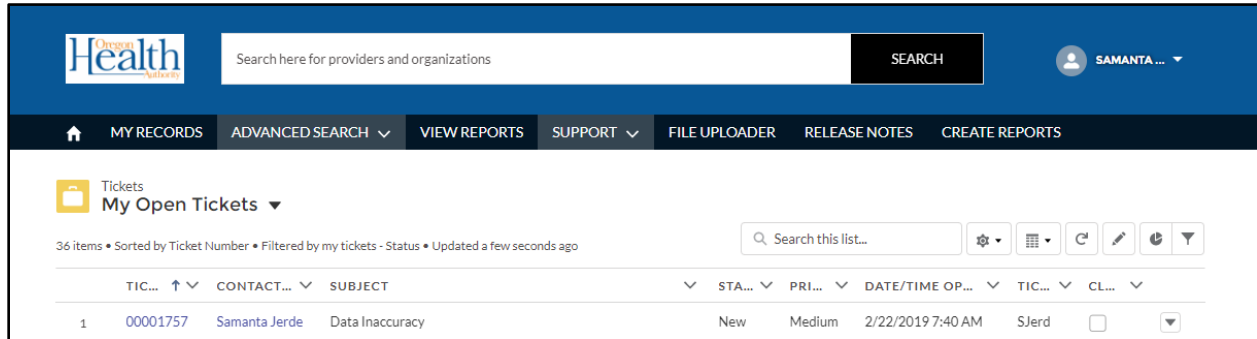 Oregon
Health
Authority
Search here for providers and organizations SEARCH SAMANTA ...
MY RECORDS ADVANCED SEARCH VIEW REPORTS SUPPORT FILE UPLOADER RELEASE NOTES CREATE REPORTS
Tickets
My Open Tickets
36 items • Sorted by Ticket Number • Filtered by my tickets - Status • Updated a few seconds ago Search this list...
TIC... CONTACT... SUBJECT STA... PRI... DATE/TIME OP... TIC... CL...
1 00001757 Samanta Jerde Data Inaccuracy New Medium 2/22/2019 7:40 AM SJerd